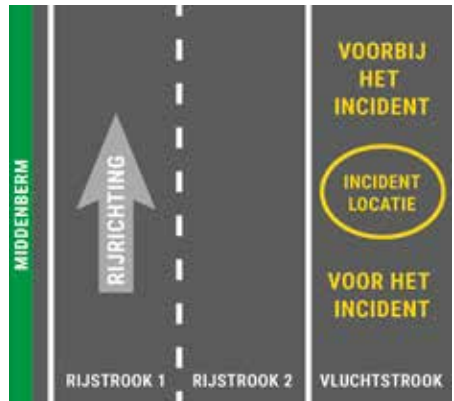 VOORBIJ
HET
INCIDENT
MIDDENBERM
RIJRICHTING
INCIDENT
LOCATIE
VOOR HET
INCIDENT
RIJSTROOK 1
RIJSTROOK 2
VLUCHTSTROOK